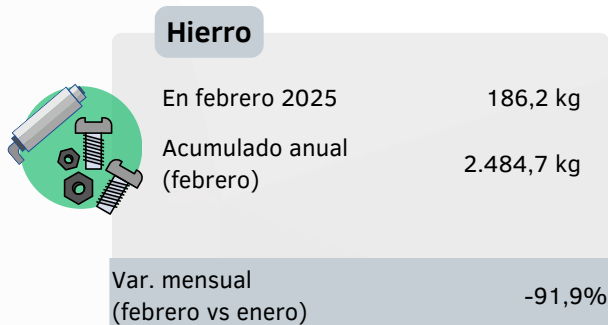 Hierro
En febrero 2025 186,2 kg
Acumulado anual
(febrero) 2.484,7 kg
Var. mensual
(febrero vs enero) -91,9%